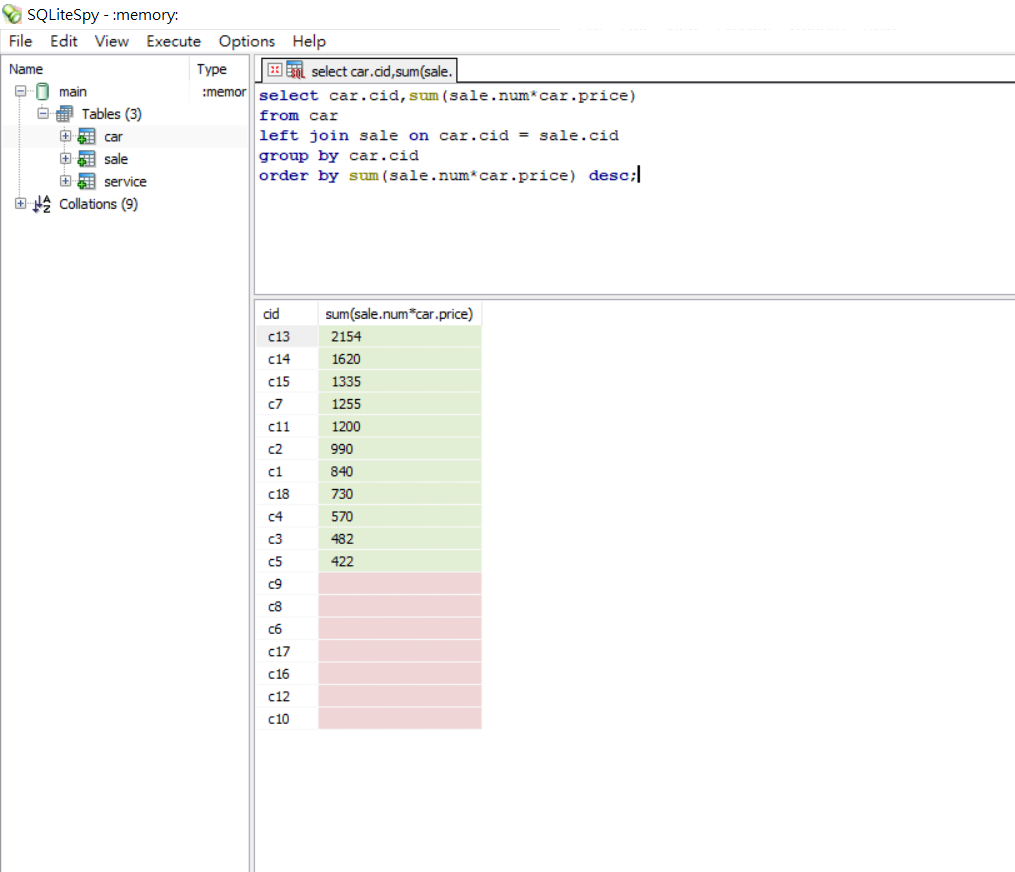 SQLiteSpy - :memory:
File Edit View Execute Options Help
Name Type
main :memor
Tables (3)
car
sale
service
Collations (9)
select car.cid,sum(sale.
select car.cid,sum(sale.num*car.price)
from car
left join sale on car.cid = sale.cid
group by car.cid
order by sum(sale.num*car.price) desc;
cid sum(sale.num*car.price)
c13 2154
c14 1620
c15 1335
c7 1255
c11 1200
c2 990
c1 840
c18 730
c4 570
c3 482
c5 422
c9
c8
c6
c17
c16
c12
c10